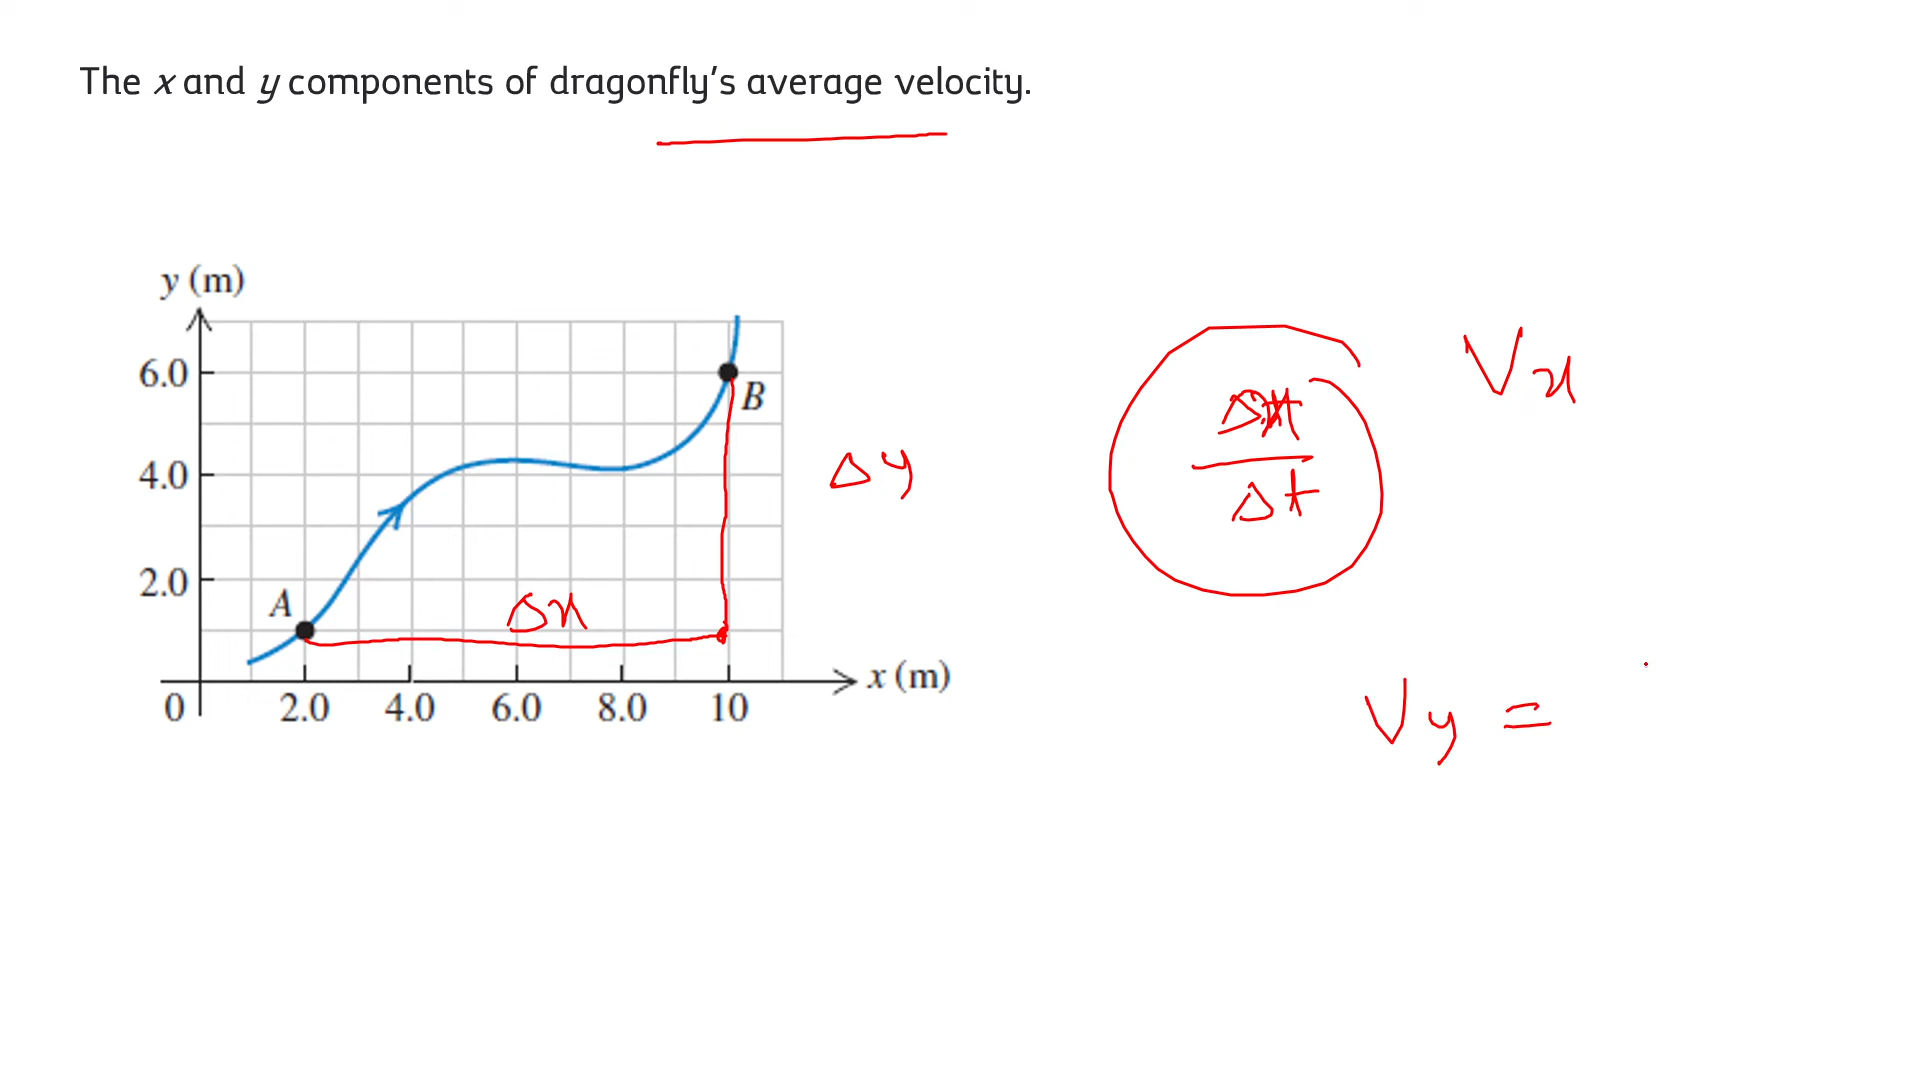 The x and y components of dragonfly’s average velocity.
y (m)
6.0
B
4.0
Δy
2.0
A
Δx
x (m)
0 2.0 4.0 6.0 8.0 10
Δx
Δt
Vx
Vy =